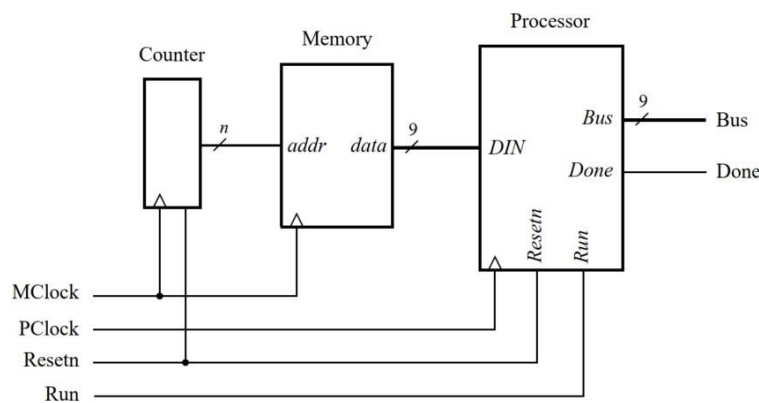 Processor
Memory
Counter
n
addr
data
9
DIN
Bus
9
Bus
Done
Done
Resetn
Run
MClock
PClock
Resetn
Run